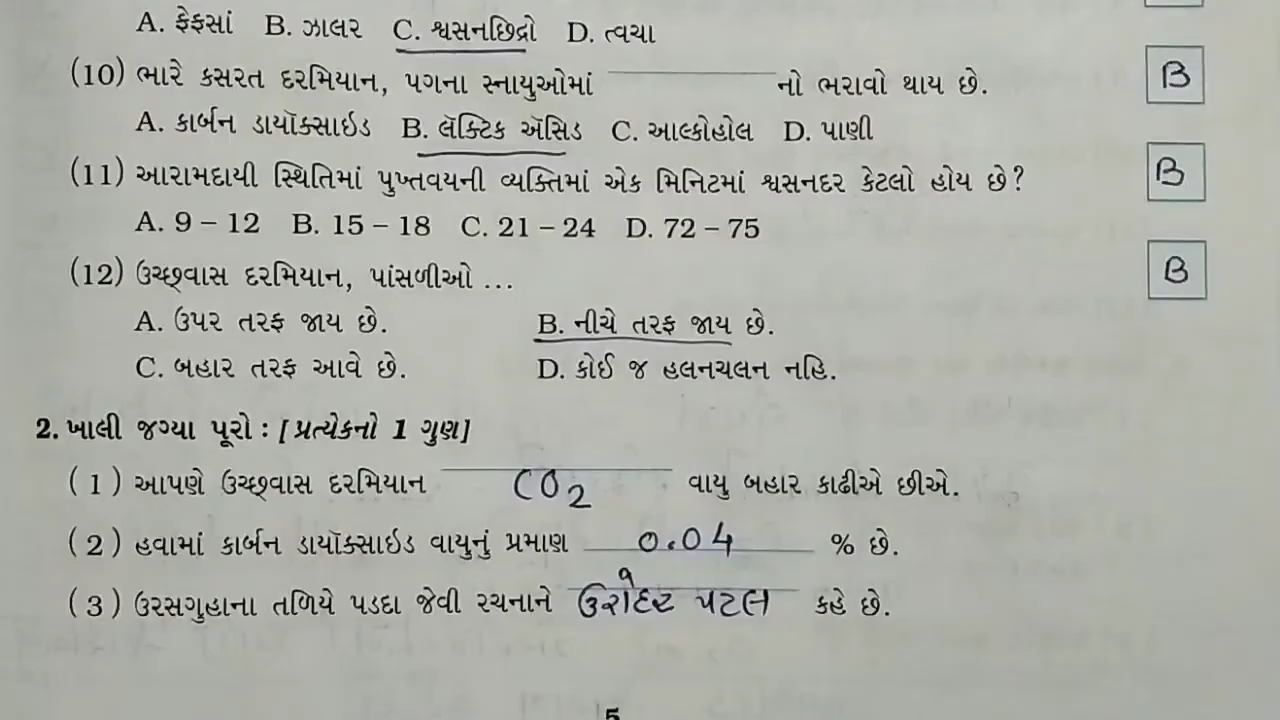 A. ફેફસાં B. ઝાલર C. શ્વસનછિદ્રો D. ત્વચા
(10) ભારે કસરત દરમિયાન, પગના સ્નાયુઓમાં ____ નો ભરાવો થાય છે. B
A. કાર્બન ડાયૉક્સાઇડ B. લૅક્ટિક ઍસિડ C. આલ્કોહોલ D. પાણી
(11) આરામદાયી સ્થિતિમાં પુખ્તવયની વ્યક્તિમાં એક મિનિટમાં શ્વસનદર કેટલો હોય છે? B
A. 9 – 12 B. 15 – 18 C. 21 – 24 D. 72 – 75
(12) ઉચ્છ્વાસ દરમિયાન, પાંસળીઓ ... B
A. ઉપર તરફ જાય છે. B. નીચે તરફ જાય છે.
C. બહાર તરફ આવે છે. D. કોઈ જ હલનચલન નહિ.
2. ખાલી જગ્યા પૂરો : [પ્રત્યેકનો 1 ગુણ]
( 1 ) આપણે ઉચ્છ્વાસ દરમિયાન CO2 વાયુ બહાર કાઢીએ છીએ.
( 2 ) હવામાં કાર્બન ડાયૉક્સાઇડ વાયુનું પ્રમાણ 0.04 % છે.
( 3 ) ઉરસગુહાના તળિયે પડદા જેવી રચનાને ઉરોદર પટલ કહે છે.
5